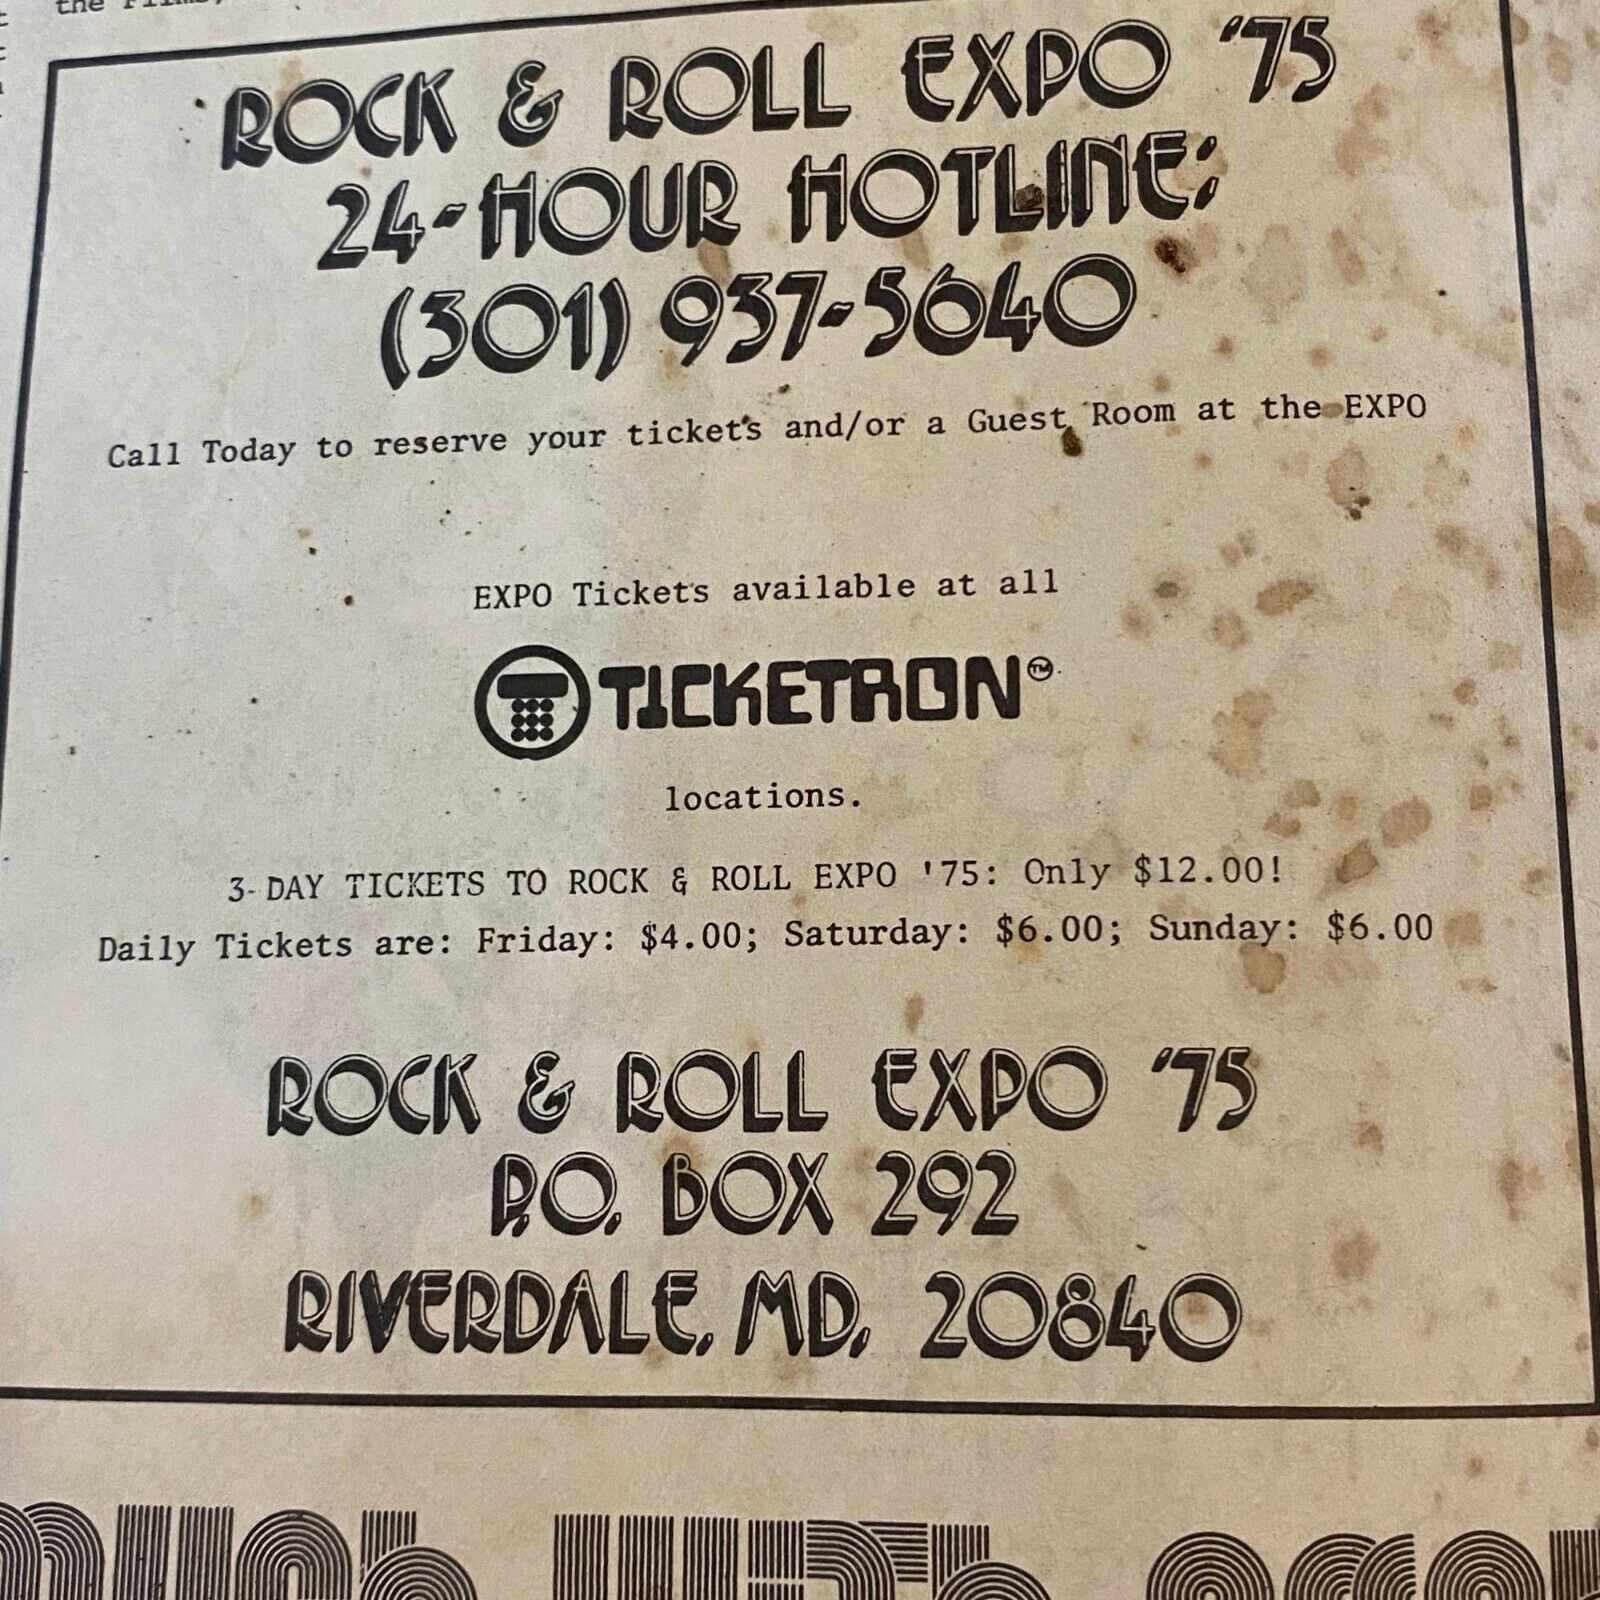 the Films,
ROCK & ROLL EXPO '75
24-HOUR HOTLINE:
(301) 937-5640
Call Today to reserve your tickets and/or a Guest Room at the EXPO
EXPO Tickets available at all
TICKETRON™
locations.
3-DAY TICKETS TO ROCK & ROLL EXPO '75: Only $12.00!
Daily Tickets are: Friday: $4.00; Saturday: $6.00; Sunday: $6.00
ROCK & ROLL EXPO '75
P.O. BOX 292
RIVERDALE, MD, 20840